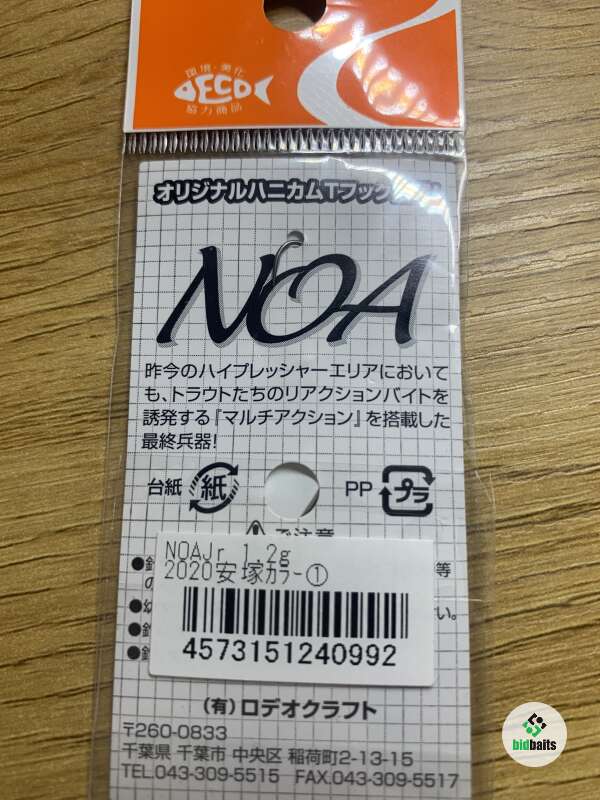 環境・美化
ECO
協力商品
オリジナルハニカムTフック
NOA
昨今のハイプレッシャーエリアにおいて
も、トラウトたちのリアクションバイトを
誘発する『マルチアクション』を搭載した
最終兵器!
台紙 紙 PP プラ
ご注意
NOAJr 1.2g
2020安塚カラー①
4573151240992
(有)ロデオクラフト
〒260-0833
千葉県 千葉市 中央区 稲荷町2-13-15
TEL.043-309-5515 FAX.043-309-5517
bidbaits